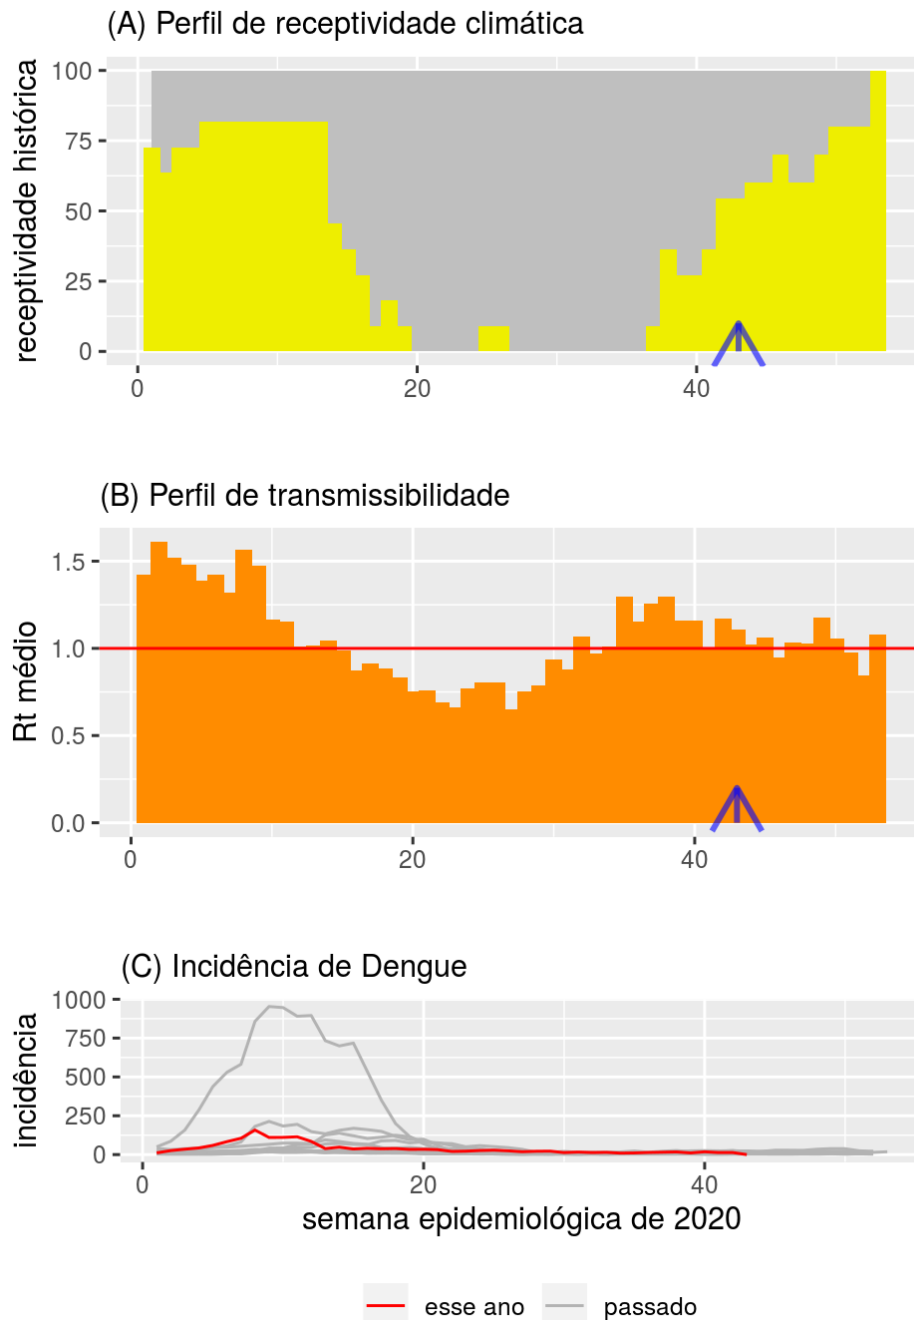 (A) Perfil de receptividade climática
receptividade histórica
100
75
50
25
0
0 20 40
(B) Perfil de transmissibilidade
Rt médio
1.5
1.0
0.5
0.0
0 20 40
(C) Incidência de Dengue
incidência
1000
750
500
250
0
0 20 40
semana epidemiológica de 2020
esse ano passado